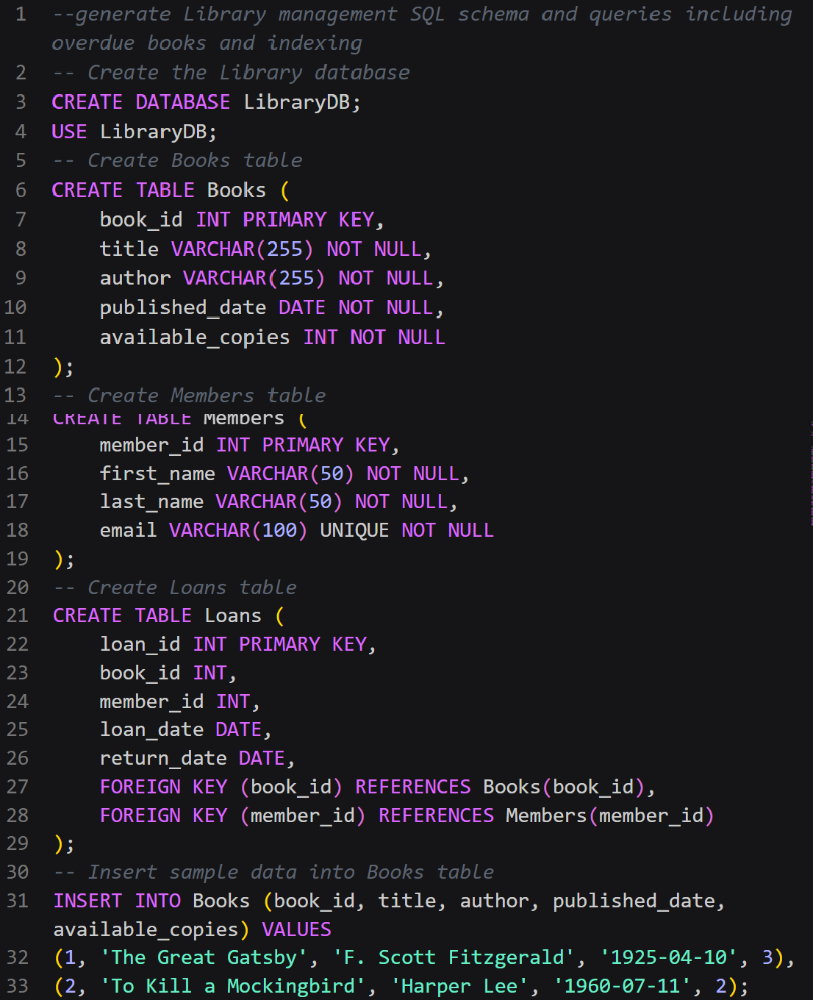 1 --generate Library management SQL schema and queries including
overdue books and indexing
2 -- Create the Library database
3 CREATE DATABASE LibraryDB;
4 USE LibraryDB;
5 -- Create Books table
6 CREATE TABLE Books (
7 book_id INT PRIMARY KEY,
8 title VARCHAR(255) NOT NULL,
9 author VARCHAR(255) NOT NULL,
10 published_date DATE NOT NULL,
11 available_copies INT NOT NULL
12 );
13 -- Create Members table
14 CREATE TABLE Members (
15 member_id INT PRIMARY KEY,
16 first_name VARCHAR(50) NOT NULL,
17 last_name VARCHAR(50) NOT NULL,
18 email VARCHAR(100) UNIQUE NOT NULL
19 );
20 -- Create Loans table
21 CREATE TABLE Loans (
22 loan_id INT PRIMARY KEY,
23 book_id INT,
24 member_id INT,
25 loan_date DATE,
26 return_date DATE,
27 FOREIGN KEY (book_id) REFERENCES Books(book_id),
28 FOREIGN KEY (member_id) REFERENCES Members(member_id)
29 );
30 -- Insert sample data into Books table
31 INSERT INTO Books (book_id, title, author, published_date,
available_copies) VALUES
32 (1, 'The Great Gatsby', 'F. Scott Fitzgerald', '1925-04-10', 3),
33 (2, 'To Kill a Mockingbird', 'Harper Lee', '1960-07-11', 2);